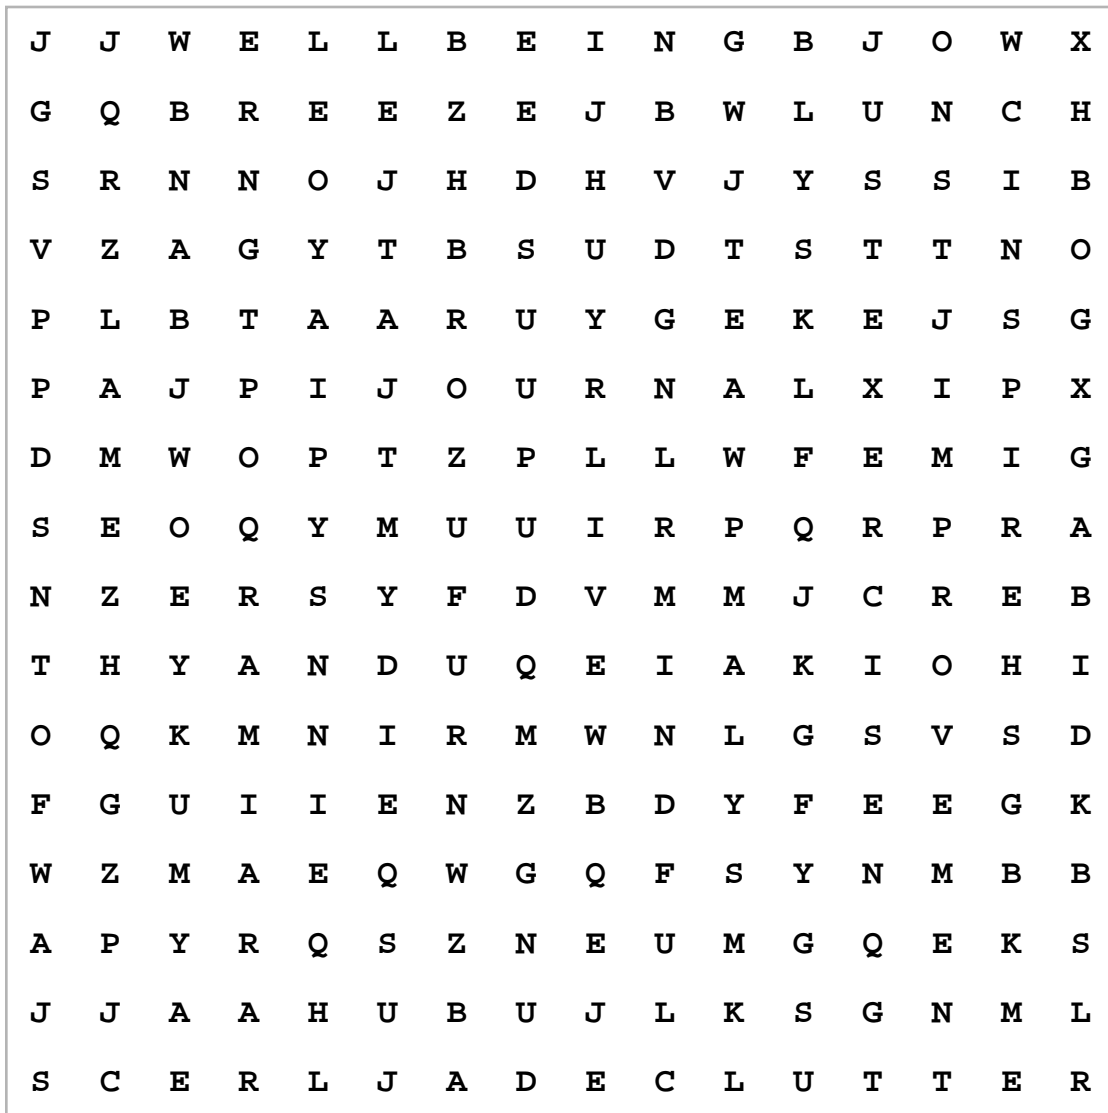 J J W E L L B E I N G B J O W X
G Q B R E E Z E J B W L U N C H
S R N N O J H D H V J Y S S I B
V Z A G Y T B S U D T S T T N O
P L B T A A R U Y G E K E J S G
P A J P I J O U R N A L X I P X
D M W O P T Z P L L W F E M I G
S E O Q Y M U U I R P Q R P R A
N Z E R S Y F D V M M J C R E B
T H Y A N D U Q E I A K I O H I
O Q K M N I R M W N L G S V S D
F G U I I E N Z B D Y F E E G K
W Z M A E Q W G Q F S Y N M B B
A P Y R Q S Z N E U M G Q E K S
J J A A H U B U J L K S G N M L
S C E R L J A D E C L U T T E R